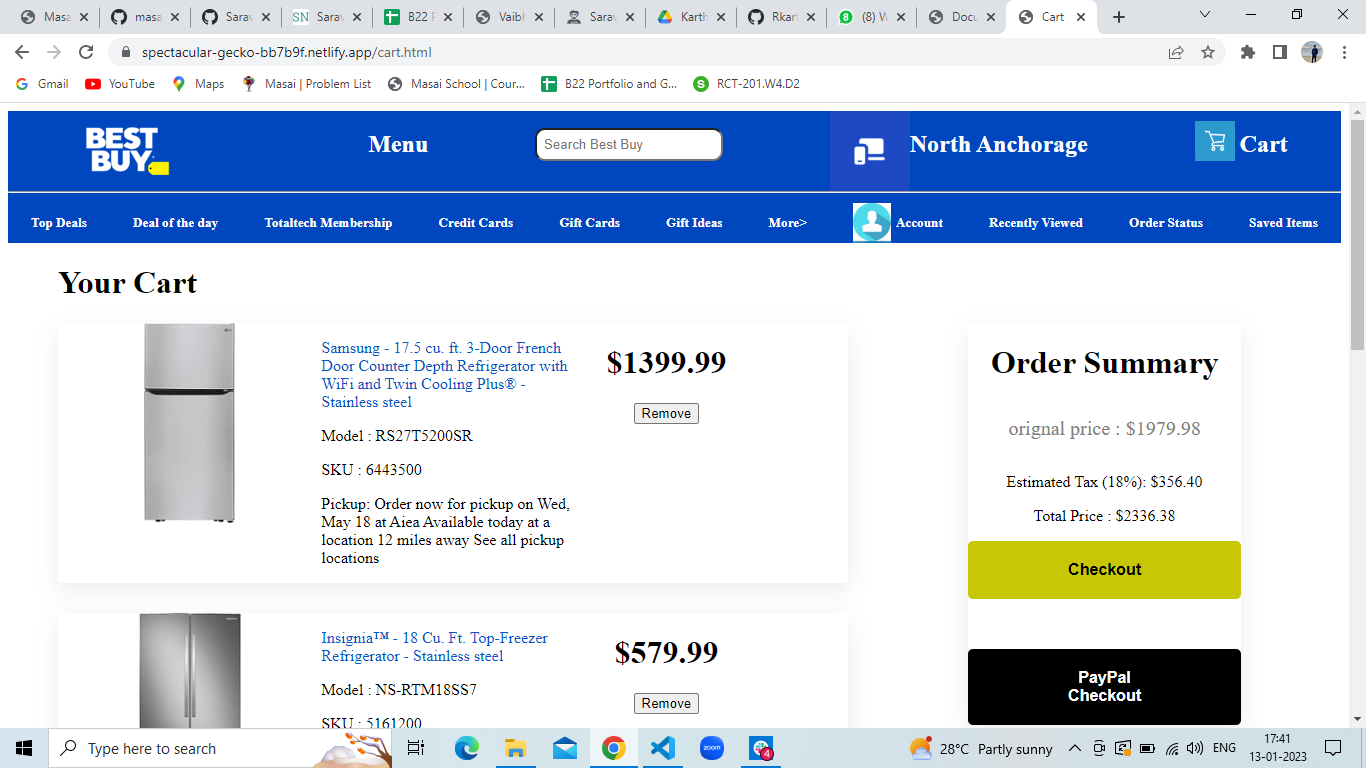 Masa
masa
Sarav
SN Sarav
B22 P
Vaibh
Sarav
Karth
Rkart
8 (8) W
Docu
Cart
spectacular-gecko-bb7b9f.netlify.app/cart.html
G Gmail
YouTube
Maps
Masai | Problem List
Masai School | Cour...
B22 Portfolio and G...
S RCT-201.W4.D2
BEST BUY
Menu
Search Best Buy
North Anchorage
Cart
Top Deals
Deal of the day
Totaltech Membership
Credit Cards
Gift Cards
Gift Ideas
More>
Account
Recently Viewed
Order Status
Saved Items
Your Cart
Samsung - 17.5 cu. ft. 3-Door French
Door Counter Depth Refrigerator with
WiFi and Twin Cooling Plus® -
Stainless steel
Model : RS27T5200SR
SKU : 6443500
Pickup: Order now for pickup on Wed,
May 18 at Aiea Available today at a
location 12 miles away See all pickup
locations
$1399.99
Remove
Insignia™ - 18 Cu. Ft. Top-Freezer
Refrigerator - Stainless steel
Model : NS-RTM18SS7
SKU : 5161200
$579.99
Remove
Order Summary
orignal price : $1979.98
Estimated Tax (18%): $356.40
Total Price : $2336.38
Checkout
PayPal
Checkout
Type here to search
zoom
4
28°C Partly sunny
ENG
17:41
13-01-2023